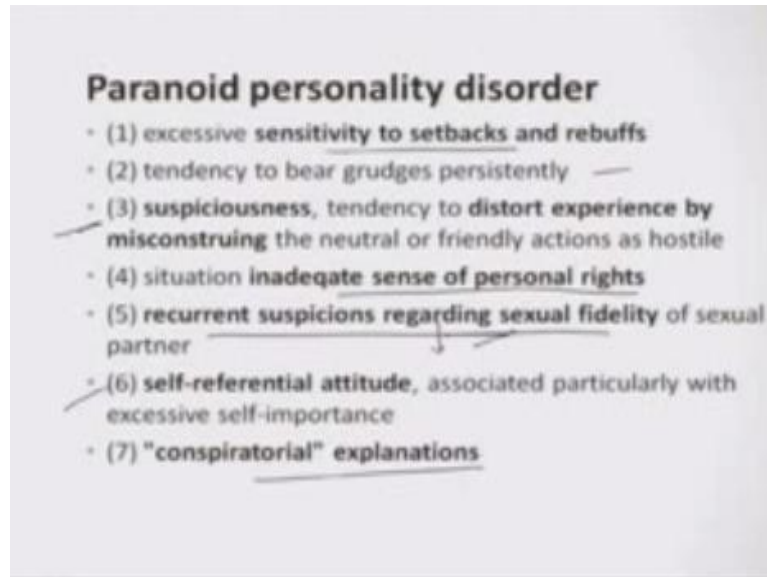 Paranoid personality disorder
• (1) excessive sensitivity to setbacks and rebuffs
• (2) tendency to bear grudges persistently
• (3) suspiciousness, tendency to distort experience by
misconstruing the neutral or friendly actions as hostile
• (4) situation inadeqate sense of personal rights
• (5) recurrent suspicions regarding sexual fidelity of sexual
partner
• (6) self-referential attitude, associated particularly with
excessive self-importance
• (7) "conspiratorial" explanations